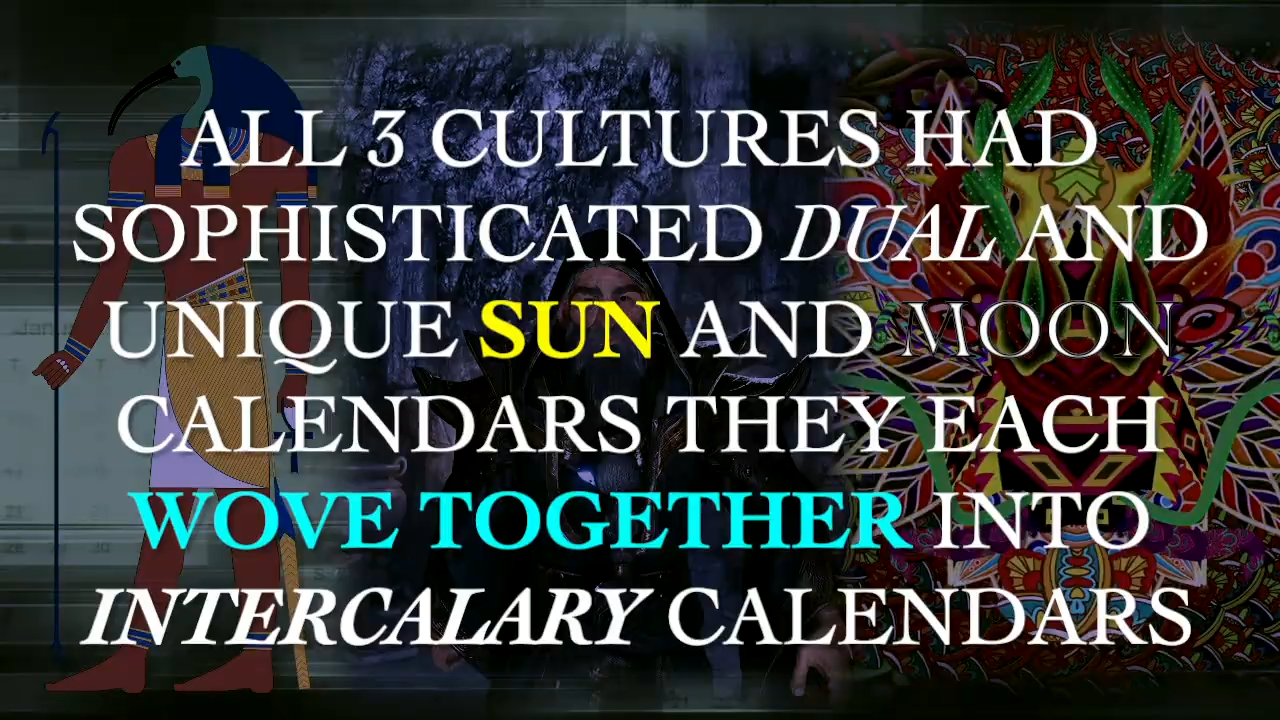 ALL 3 CULTURES HAD
SOPHISTICATED DUAL AND
UNIQUE SUN AND MOON
CALENDARS THEY EACH
WOVE TOGETHER INTO
INTERCALARY CALENDARS